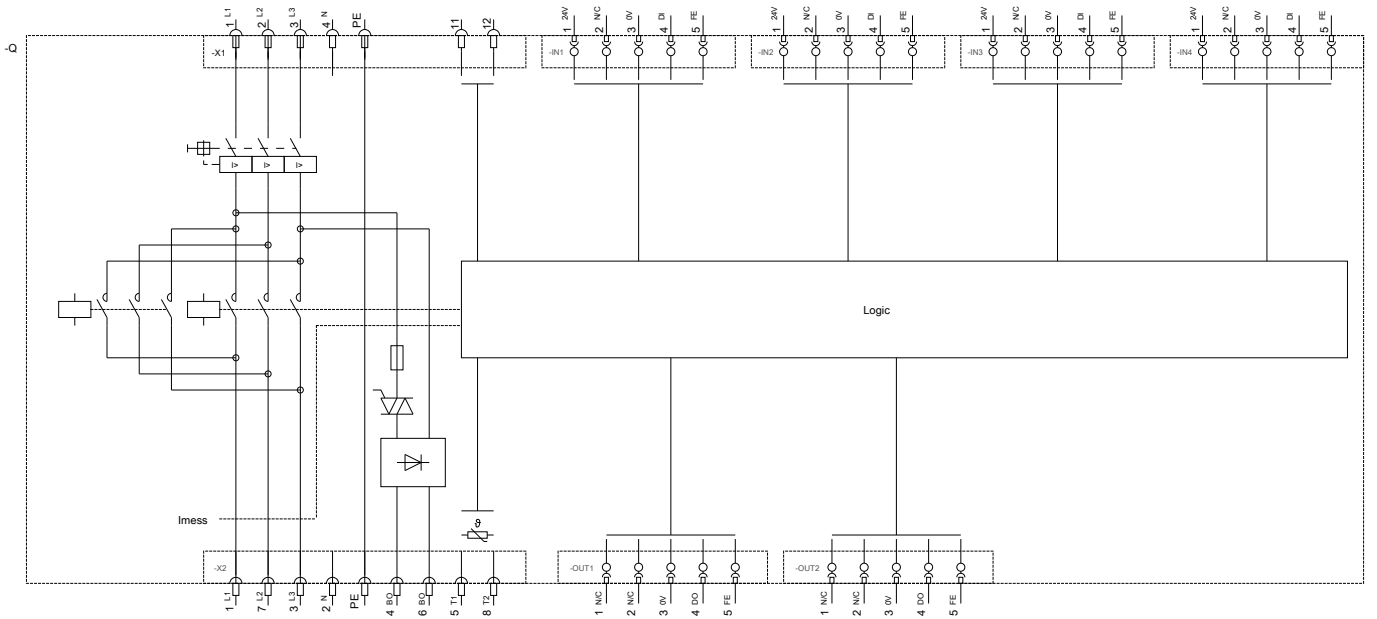 1 L1 2 L2 3 L3 4 N PE 11 12 1 24V 2 N/C 3 0V 4 DI 5 FE 1 24V 2 N/C 3 0V 4 DI 5 FE 1 24V 2 N/C 3 0V 4 DI 5 FE 1 24V 2 N/C 3 0V 4 DI 5 FE
-Q
-X1 -IN1 -IN2 -IN3 -IN4
I> I> I>
Logic
Imess
ϑ
-X2 -OUT1 -OUT2
1 L1 7 L2 3 L3 2 N PE 4 BO 6 BO 5 T1 8 T2 1 N/C 2 N/C 3 0V 4 DO 5 FE 1 N/C 2 N/C 3 0V 4 DO 5 FE